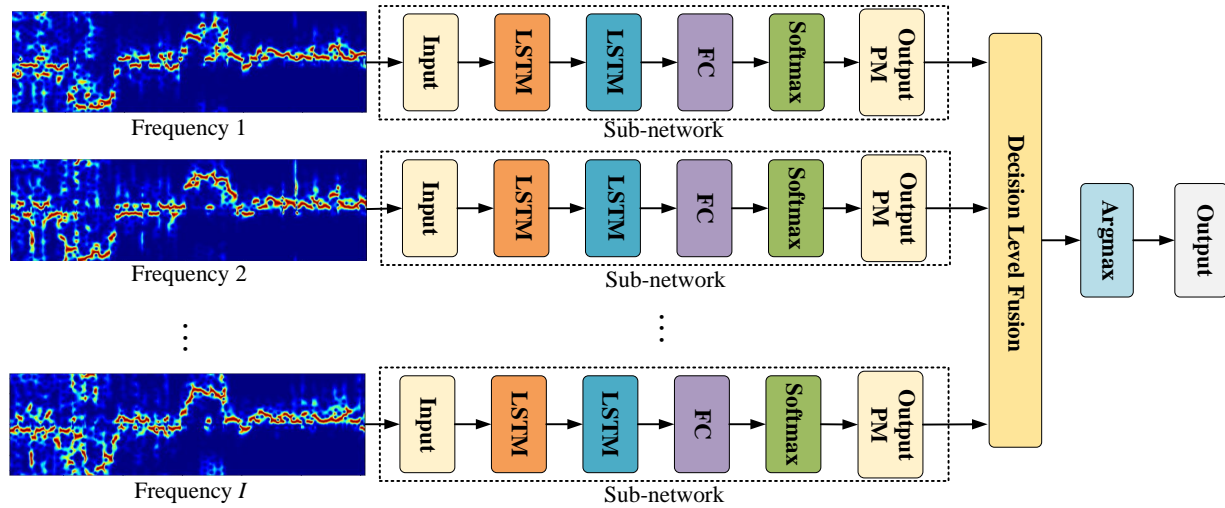 Input
LSTM
LSTM
FC
Softmax
Output
PM
Frequency 1
Sub-network
Input
LSTM
LSTM
FC
Softmax
Output
PM
Frequency 2
Sub-network
Input
LSTM
LSTM
FC
Softmax
Output
PM
Frequency I
Sub-network
Decision Level Fusion
Argmax
Output